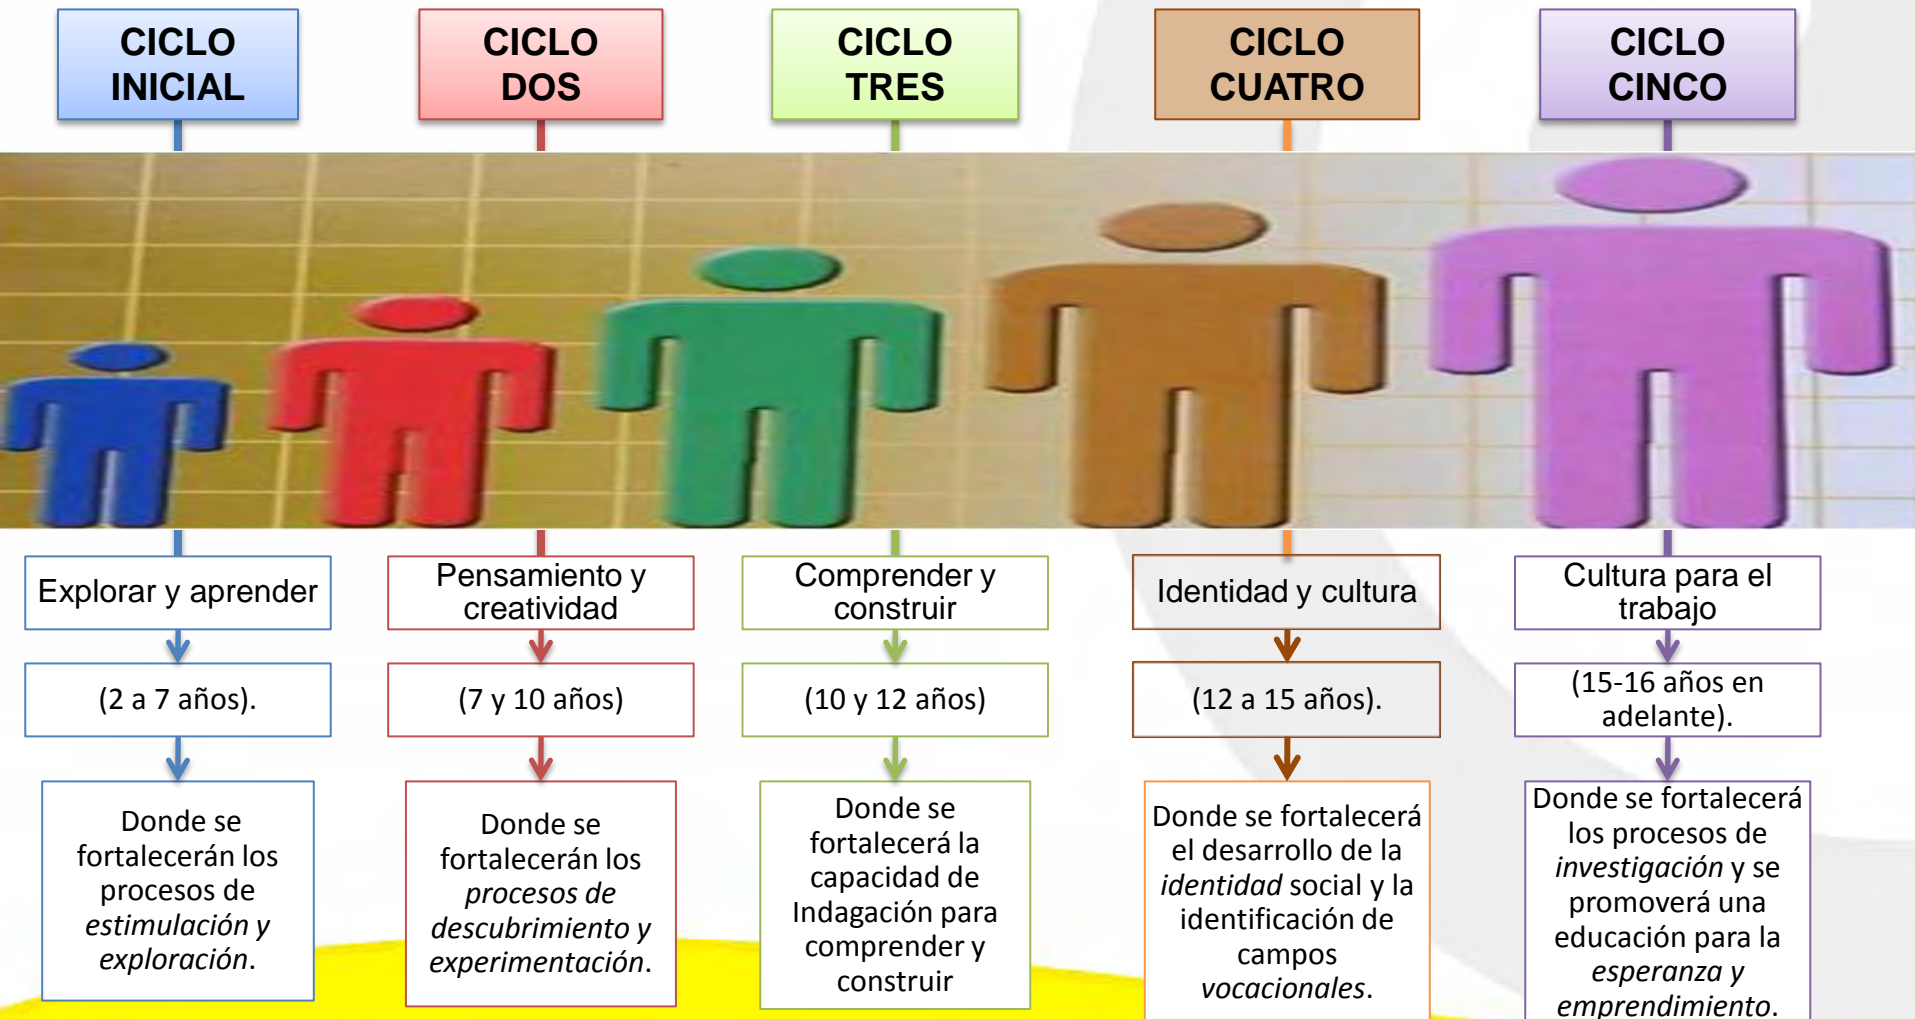 CICLO
INICIAL
CICLO
DOS
CICLO
TRES
CICLO
CUATRO
CICLO
CINCO
Explorar y aprender
Pensamiento y
creatividad
Comprender y
construir
Identidad y cultura
Cultura para el
trabajo
(2 a 7 años).
(7 y 10 años)
(10 y 12 años)
(12 a 15 años).
(15-16 años en
adelante).
Donde se
fortalecerán los
procesos de
estimulación y
exploración.
Donde se
fortalecerán los
procesos de
descubrimiento y
experimentación.
Donde se
fortalecerá la
capacidad de
Indagación para
comprender y
construir
Donde se fortalecerá
el desarrollo de la
identidad social y la
identificación de
campos
vocacionales.
Donde se fortalecerá
los procesos de
investigación y se
promoverá una
educación para la
esperanza y
emprendimiento.